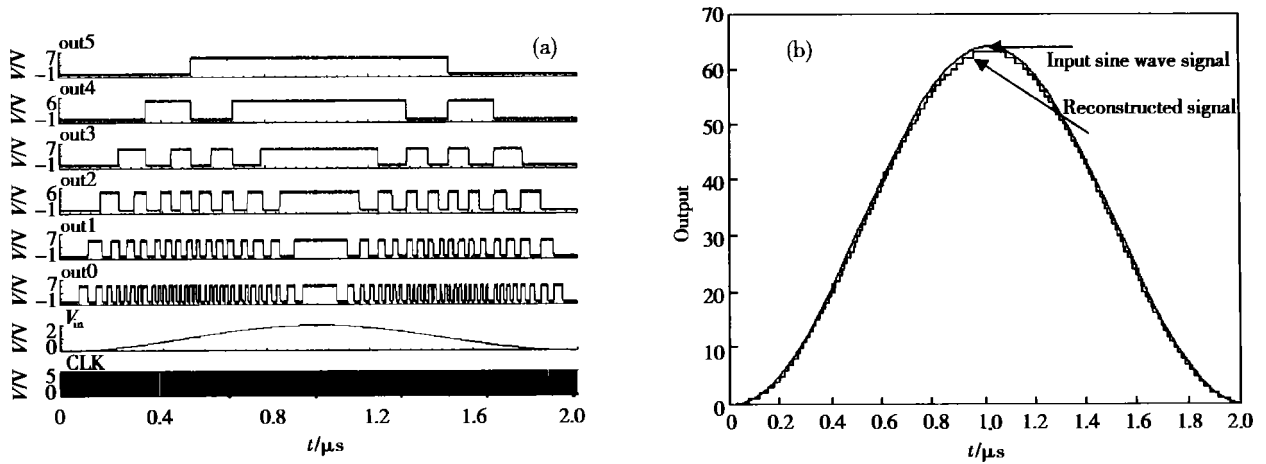 (a)
out5
V/V
7
−1
out4
V/V
6
−1
out3
V/V
7
−1
out2
V/V
6
−1
out1
V/V
7
−1
out0
V/V
7
−1
Vin
V/V
2
0
CLK
V/V
5
0
0 0.4 0.8 1.2 1.6 2.0
t/μs
(b)
70
60
50
40
30
20
10
0
Output
Input sine wave signal
Reconstructed signal
0 0.2 0.4 0.6 0.8 1.0 1.2 1.4 1.6 1.8 2.0
t/μs